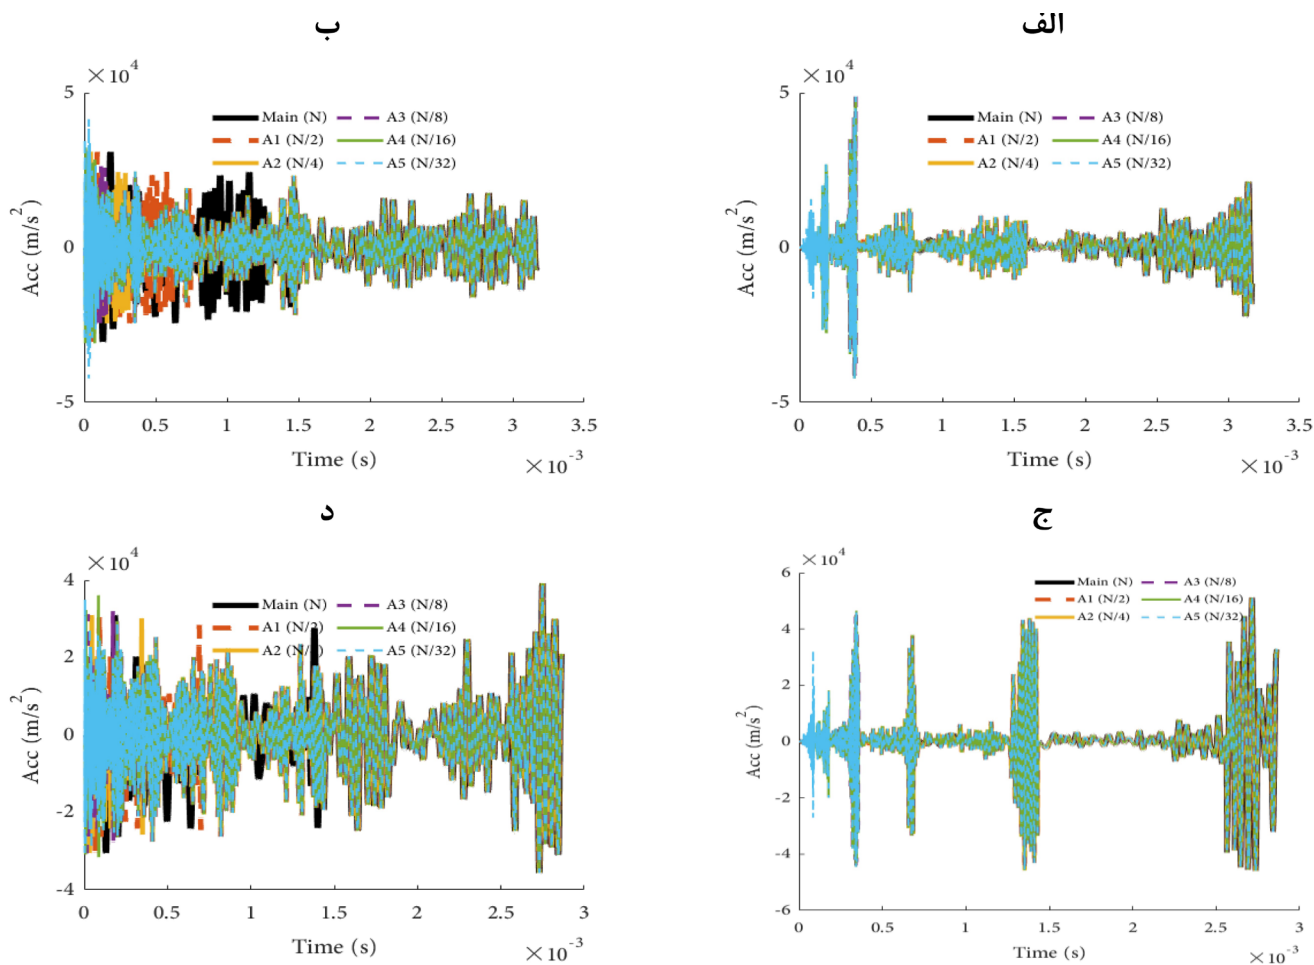 الف
×10^4
5
0
-5
Acc (m/s^2)
Main (N)
A1 (N/2)
A2 (N/4)
A3 (N/8)
A4 (N/16)
A5 (N/32)
0 0.5 1 1.5 2 2.5 3 3.5
Time (s)
×10^-3
ب
×10^4
5
0
-5
Acc (m/s^2)
Main (N)
A1 (N/2)
A2 (N/4)
A3 (N/8)
A4 (N/16)
A5 (N/32)
0 0.5 1 1.5 2 2.5 3 3.5
Time (s)
×10^-3
ج
×10^4
6
4
2
0
-2
-4
-6
Acc (m/s^2)
Main (N)
A1 (N/2)
A2 (N/4)
A3 (N/8)
A4 (N/16)
A5 (N/32)
0 0.5 1 1.5 2 2.5 3
Time (s)
×10^-3
د
×10^4
4
2
0
-2
-4
Acc (m/s^2)
Main (N)
A1 (N/2)
A2 (N/
A3 (N/8)
A4 (N/16)
A5 (N/32)
0 0.5 1 1.5 2 2.5 3
Time (s)
×10^-3